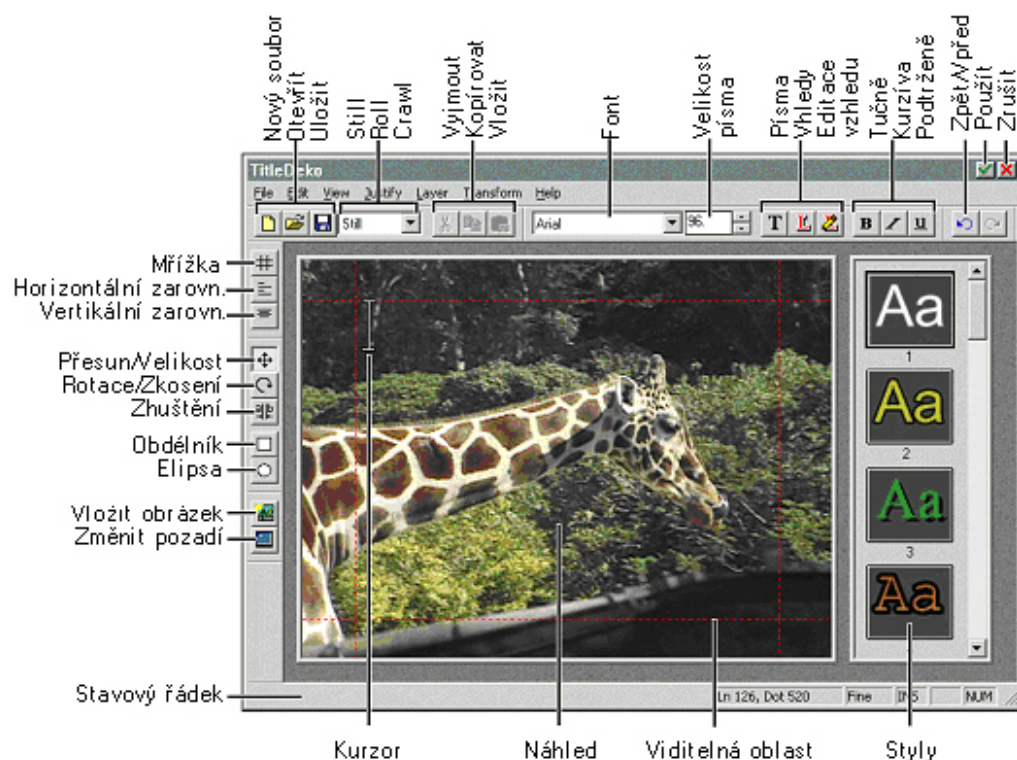 Nový soubor
Otevřít
Uložit
Still
Roll
Crawl
Vyjmout
Kopírovat
Vložit
Font
Velikost
písma
Písma
Vhledy
Editace
vzhledu
Tučně
Kurzíva
Podtrženě
Zpět/Vpřed
Použít
Zrušit
TitleDeko
File Edit View Justify Layer Transform Help
Still Arial 96. T B I U
Mřížka
Horizontální zarovn.
Vertikální zarovn.
Přesun/Velikost
Rotace/Zkosení
Zhuštění
Obdélník
Elipsa
Vložit obrázek
Změnit pozadí
Aa
1
Aa
2
Aa
3
Aa
Stavový řádek
Ln 126, Dot 520 Fine INS NUM
Kurzor Náhled Viditelná oblast Styly